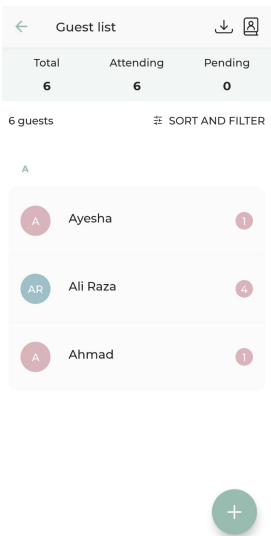 Guest list
Total Attending Pending
6 6 0
6 guests SORT AND FILTER
A
A Ayesha 1
AR Ali Raza 4
A Ahmad 1